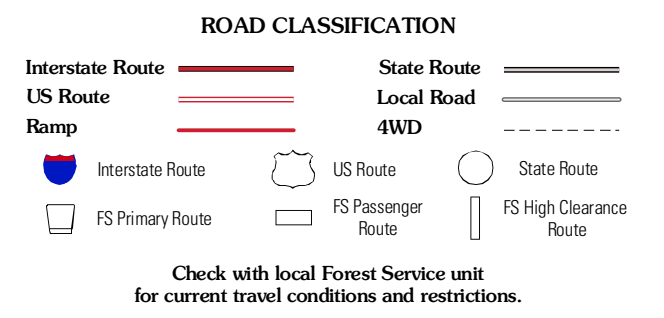 ROAD CLASSIFICATION
Interstate Route
State Route
US Route
Local Road
Ramp
4WD
Interstate Route
US Route
State Route
FS Primary Route
FS Passenger
Route
FS High Clearance
Route
Check with local Forest Service unit
for current travel conditions and restrictions.